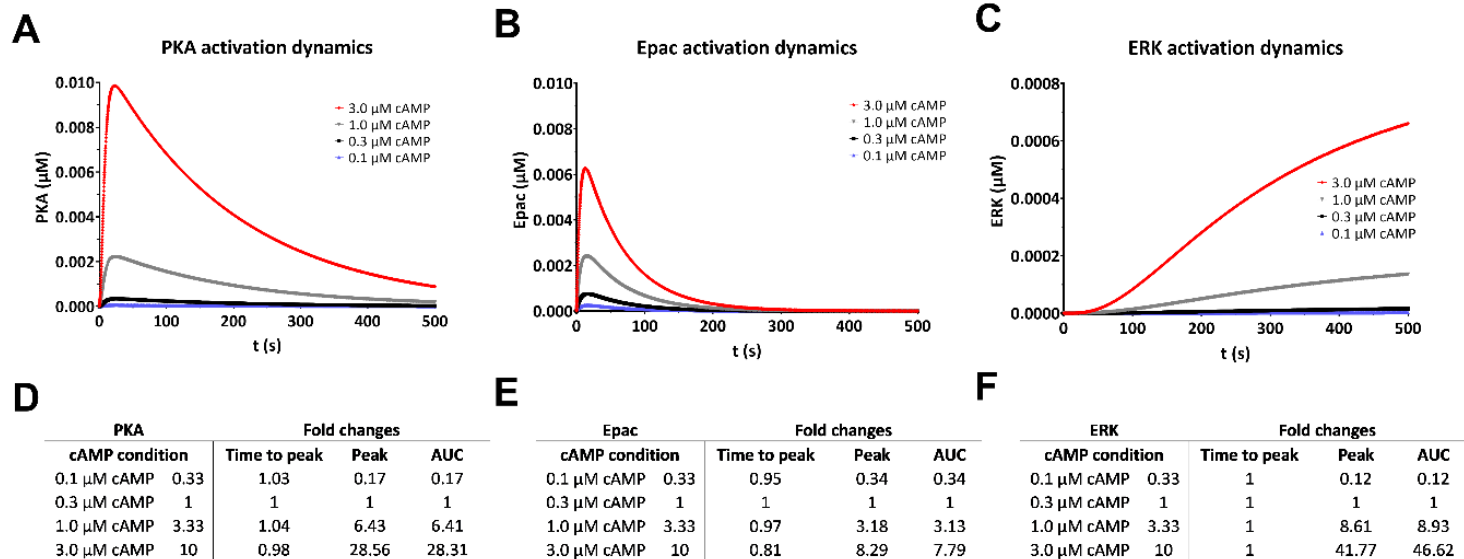 A
PKA activation dynamics
0.010
0.008
0.006
0.004
0.002
0.000
PKA (µM)
3.0 µM cAMP
1.0 µM cAMP
0.3 µM cAMP
0.1 µM cAMP
0 100 200 300 400 500
t (s)
B
Epac activation dynamics
0.010
0.008
0.006
0.004
0.002
0.000
Epac (µM)
3.0 µM cAMP
1.0 µM cAMP
0.3 µM cAMP
0.1 µM cAMP
0 100 200 300 400 500
t (s)
C
ERK activation dynamics
0.0008
0.0006
0.0004
0.0002
0.0000
ERK (µM)
3.0 µM cAMP
1.0 µM cAMP
0.3 µM cAMP
0.1 µM cAMP
0 100 200 300 400 500
t (s)
D
PKA Fold changes
cAMP condition Time to peak Peak AUC
0.1 µM cAMP 0.33 1.03 0.17 0.17
0.3 µM cAMP 1 1 1 1
1.0 µM cAMP 3.33 1.04 6.43 6.41
3.0 µM cAMP 10 0.98 28.56 28.31
E
Epac Fold changes
cAMP condition Time to peak Peak AUC
0.1 µM cAMP 0.33 0.95 0.34 0.34
0.3 µM cAMP 1 1 1 1
1.0 µM cAMP 3.33 0.97 3.18 3.13
3.0 µM cAMP 10 0.81 8.29 7.79
F
ERK Fold changes
cAMP condition Time to peak Peak AUC
0.1 µM cAMP 0.33 1 0.12 0.12
0.3 µM cAMP 1 1 1 1
1.0 µM cAMP 3.33 1 8.61 8.93
3.0 µM cAMP 10 1 41.77 46.62